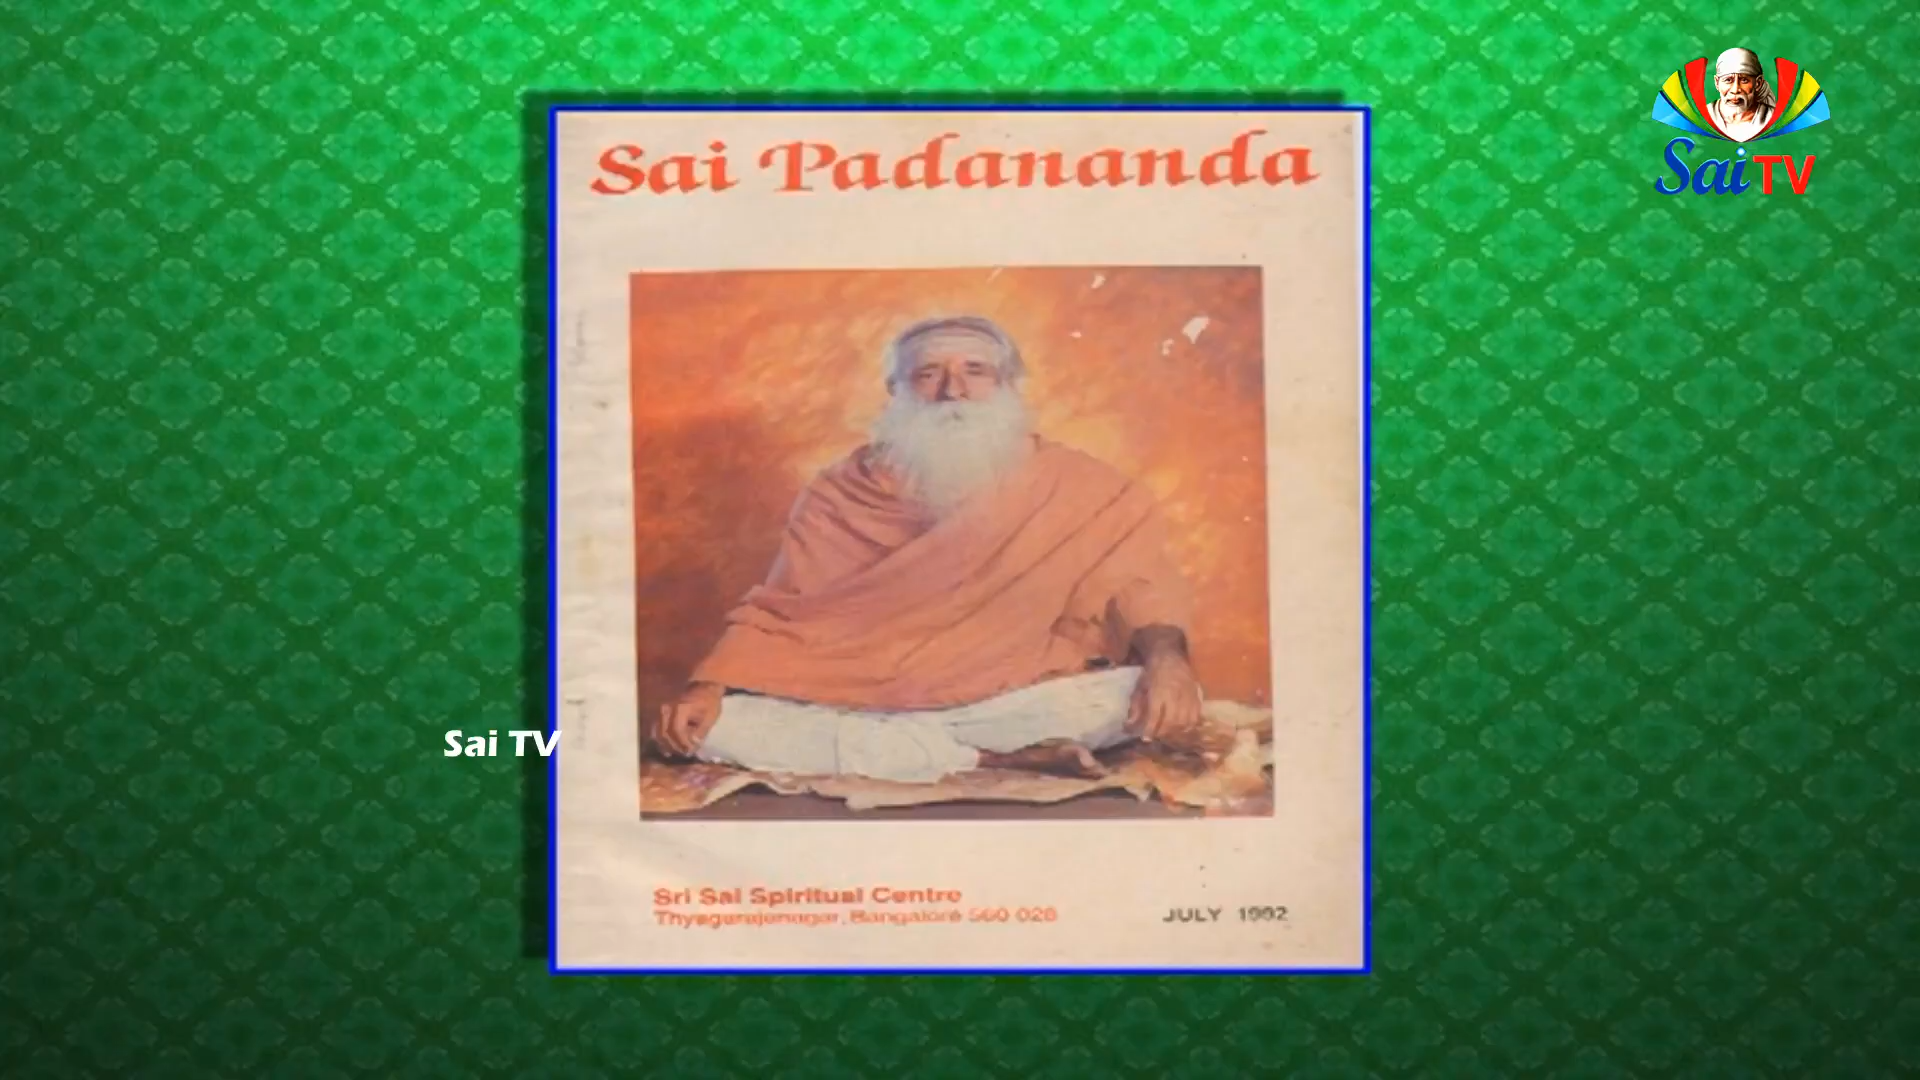 Sai Padananda
Sai TV
Sai TV
Sri Sai Spiritual Centre
Thyagarajanagar, Bangalore 560 028
JULY 1992